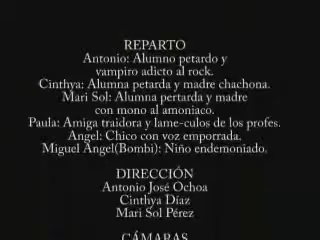 REPARTO
Antonio: Alumno petardo y
vampiro adicto al rock.
Cinthya: Alumna petarda y madre chachona.
Mari Sol: Alumna pertarda y madre
con mono al amoniaco.
Paula: Amiga traidora y lame-culos de los profes.
Angel: Chico con voz emporrada.
Miguel Angel(Bombi): Niño endemoniado.
DIRECCIÓN
Antonio José Ochoa
Cinthya Díaz
Mari Sol Pérez
CÁMARAS